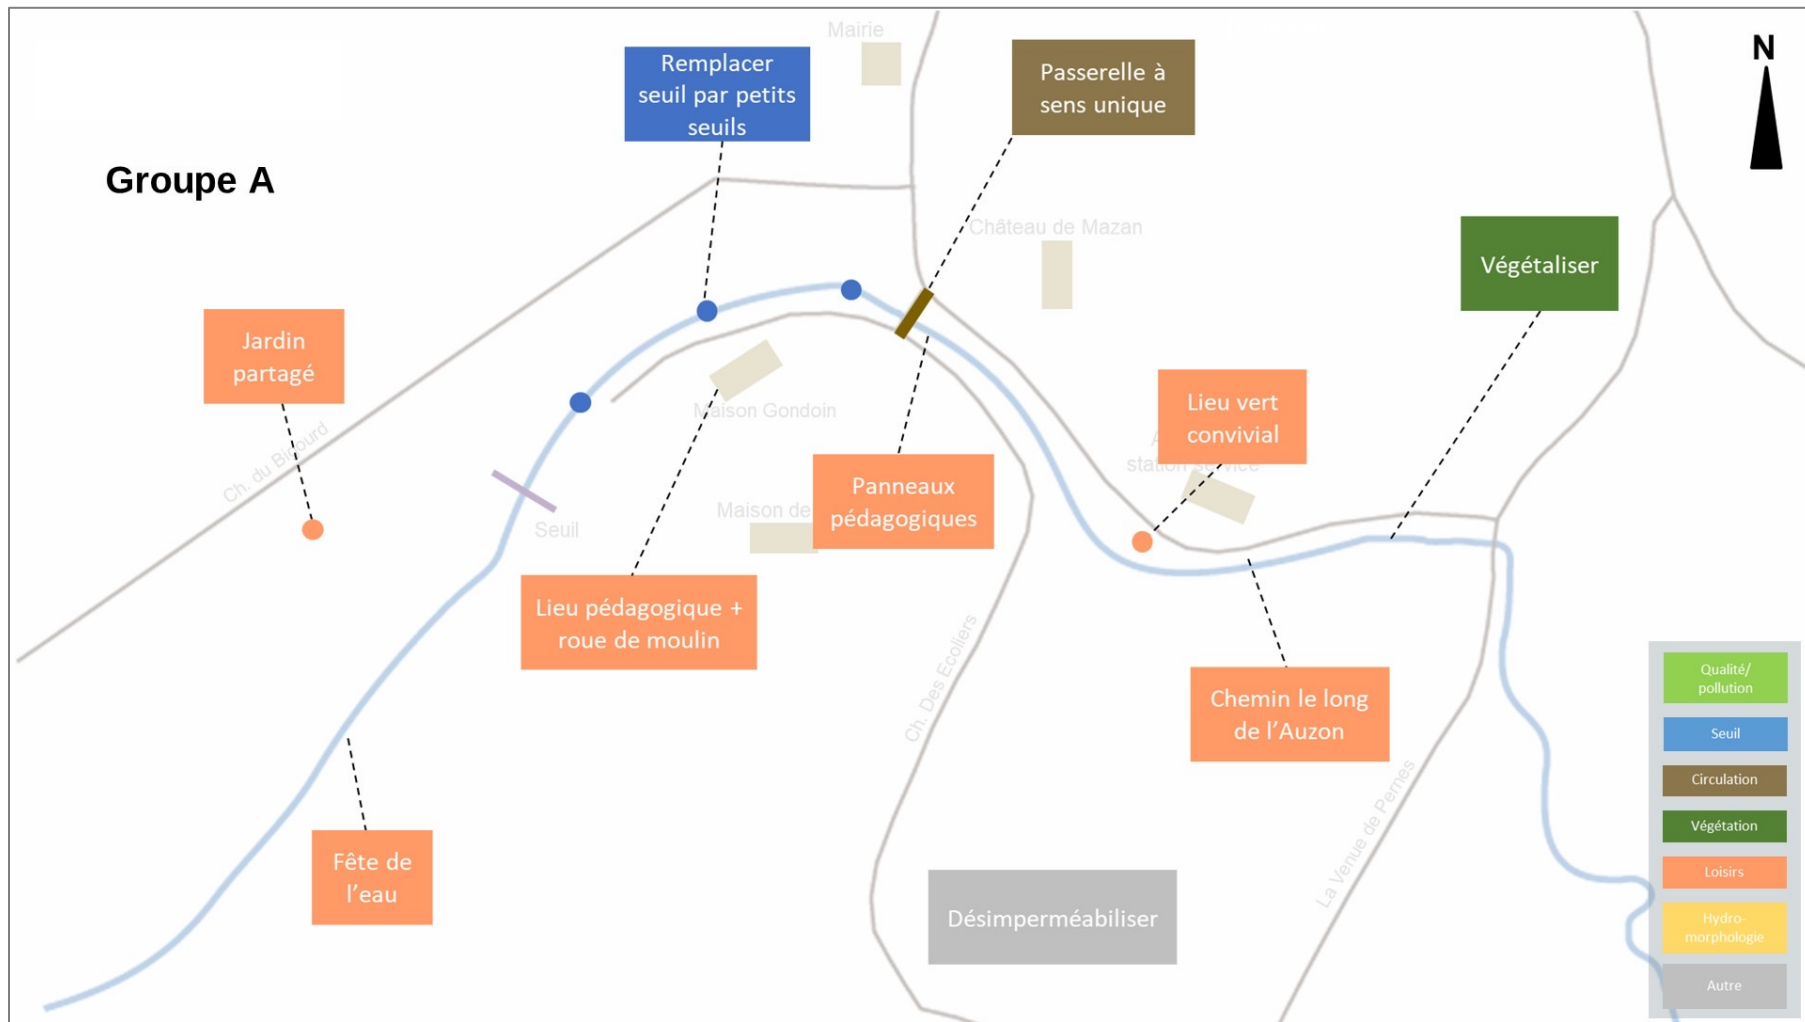 Mairie
Remplacer
seuil par petits
seuils
Passerelle à
sens unique
N
Groupe A
Château de Mazan
Végétaliser
Jardin
partagé
Lieu vert
convivial
Maison Gondoin
Ch. du Bigourd
station service
Panneaux
pédagogiques
Maison de
Seuil
Lieu pédagogique +
roue de moulin
Ch. Des Ecoliers
Chemin le long
de l'Auzon
La Venue de Pernes
Fête de
l'eau
Désimperméabiliser
Qualité/
pollution
Seuil
Circulation
Végétation
Loisirs
Hydro-
morphologie
Autre